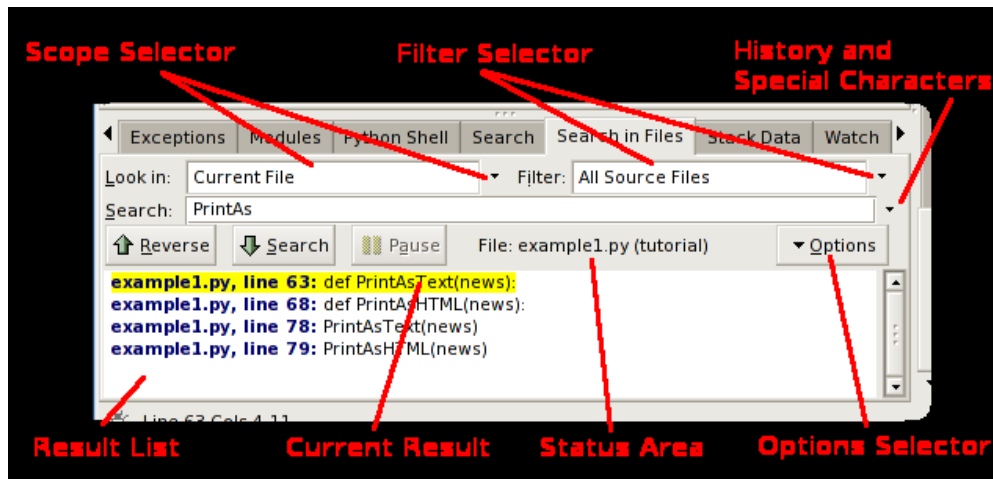 Scope Selector
Filter Selector
History and
Special Characters
Exceptions Modules Python Shell Search Search in Files Stack Data Watch
Look in: Current File Filter: All Source Files
Search: PrintAs
Reverse Search Pause File: example1.py (tutorial) Options
example1.py, line 63: def PrintAsText(news):
example1.py, line 68: def PrintAsHTML(news):
example1.py, line 78: PrintAsText(news)
example1.py, line 79: PrintAsHTML(news)
Line 63 Cols 4-11
Result List
Current Result
Status Area
Options Selector